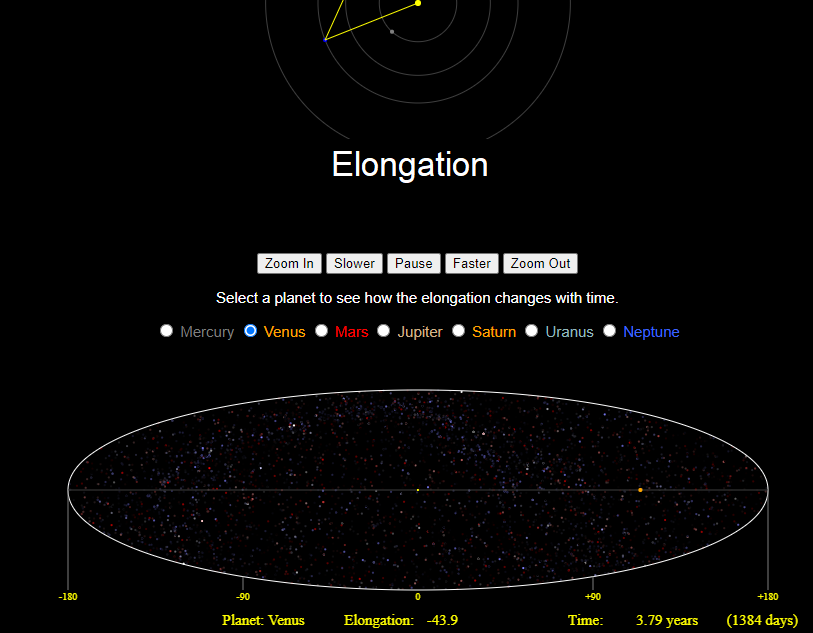 Elongation
Zoom In Slower Pause Faster Zoom Out
Select a planet to see how the elongation changes with time.
Mercury Venus Mars Jupiter Saturn Uranus Neptune
-180 -90 0 +90 +180
Planet: Venus Elongation: -43.9 Time: 3.79 years (1384 days)